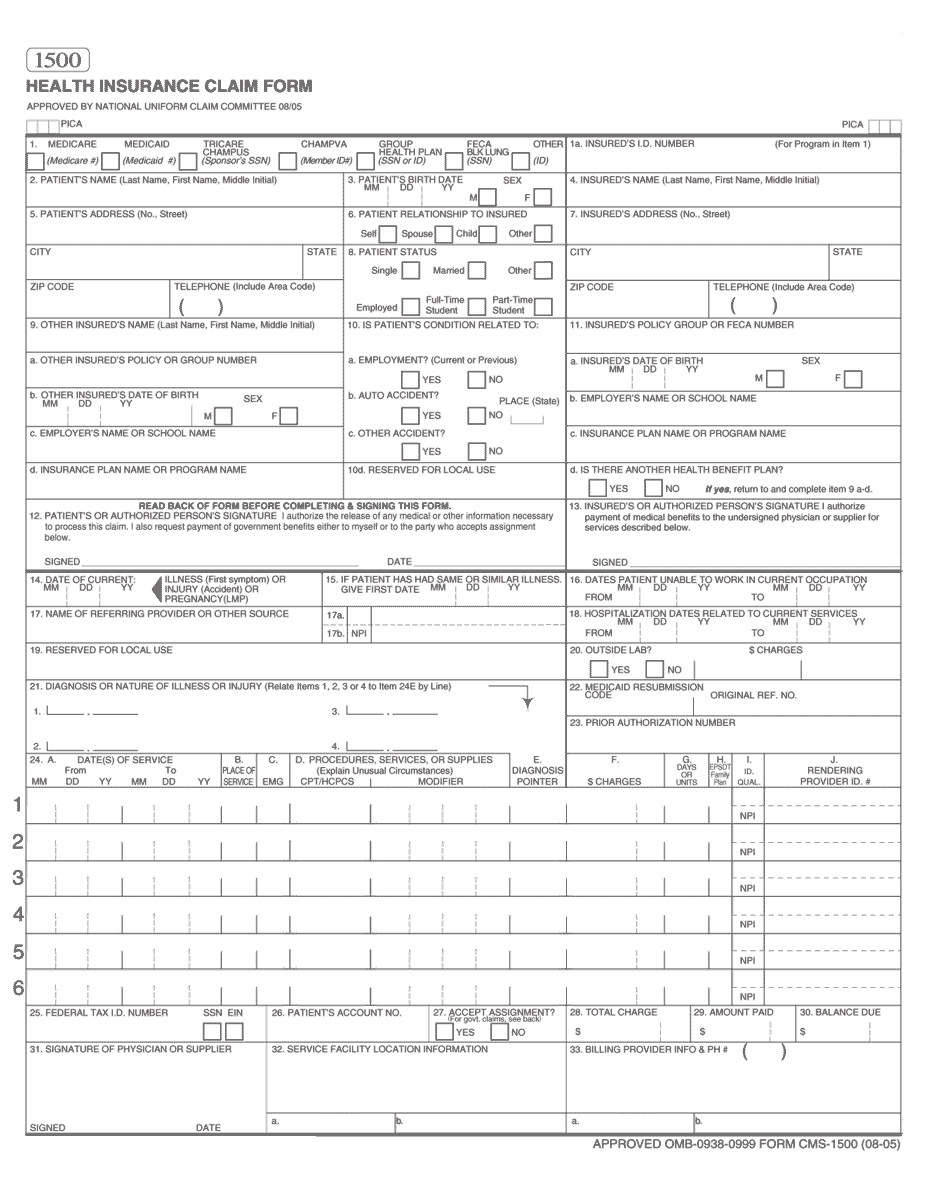 1500
HEALTH INSURANCE CLAIM FORM
APPROVED BY NATIONAL UNIFORM CLAIM COMMITTEE 08/05
PICA PICA
1. MEDICARE MEDICAID TRICARE CHAMPUS CHAMPVA GROUP HEALTH PLAN FECA BLK LUNG OTHER
(Medicare #) (Medicaid #) (Sponsor's SSN) (Member ID#) (SSN or ID) (SSN) (ID)
1a. INSURED'S I.D. NUMBER (For Program in Item 1)
2. PATIENT'S NAME (Last Name, First Name, Middle Initial)
3. PATIENT'S BIRTH DATE SEX
MM DD YY M F
4. INSURED'S NAME (Last Name, First Name, Middle Initial)
5. PATIENT'S ADDRESS (No., Street)
6. PATIENT RELATIONSHIP TO INSURED
Self Spouse Child Other
7. INSURED'S ADDRESS (No., Street)
CITY STATE
8. PATIENT STATUS
Single Married Other
CITY STATE
ZIP CODE TELEPHONE (Include Area Code)
( )
Employed Full-Time Student Part-Time Student
ZIP CODE TELEPHONE (Include Area Code)
( )
9. OTHER INSURED'S NAME (Last Name, First Name, Middle Initial)
10. IS PATIENT'S CONDITION RELATED TO:
11. INSURED'S POLICY GROUP OR FECA NUMBER
a. OTHER INSURED'S POLICY OR GROUP NUMBER
a. EMPLOYMENT? (Current or Previous)
YES NO
a. INSURED'S DATE OF BIRTH SEX
MM DD YY M F
b. OTHER INSURED'S DATE OF BIRTH SEX
MM DD YY M F
b. AUTO ACCIDENT? PLACE (State)
YES NO
b. EMPLOYER'S NAME OR SCHOOL NAME
c. EMPLOYER'S NAME OR SCHOOL NAME
c. OTHER ACCIDENT?
YES NO
c. INSURANCE PLAN NAME OR PROGRAM NAME
d. INSURANCE PLAN NAME OR PROGRAM NAME
10d. RESERVED FOR LOCAL USE
d. IS THERE ANOTHER HEALTH BENEFIT PLAN?
YES NO If yes, return to and complete item 9 a-d.
READ BACK OF FORM BEFORE COMPLETING & SIGNING THIS FORM.
12. PATIENT'S OR AUTHORIZED PERSON'S SIGNATURE I authorize the release of any medical or other information necessary
to process this claim. I also request payment of government benefits either to myself or to the party who accepts assignment
below.
SIGNED DATE
13. INSURED'S OR AUTHORIZED PERSON'S SIGNATURE I authorize
payment of medical benefits to the undersigned physician or supplier for
services described below.
SIGNED
14. DATE OF CURRENT:
MM DD YY
ILLNESS (First symptom) OR
INJURY (Accident) OR
PREGNANCY(LMP)
15. IF PATIENT HAS HAD SAME OR SIMILAR ILLNESS.
GIVE FIRST DATE MM DD YY
16. DATES PATIENT UNABLE TO WORK IN CURRENT OCCUPATION
MM DD YY MM DD YY
FROM TO
17. NAME OF REFERRING PROVIDER OR OTHER SOURCE
17a.
17b. NPI
18. HOSPITALIZATION DATES RELATED TO CURRENT SERVICES
MM DD YY MM DD YY
FROM TO
19. RESERVED FOR LOCAL USE
20. OUTSIDE LAB? $ CHARGES
YES NO
21. DIAGNOSIS OR NATURE OF ILLNESS OR INJURY (Relate Items 1, 2, 3 or 4 to Item 24E by Line)
1. . 3. .
2. . 4. .
22. MEDICAID RESUBMISSION
CODE ORIGINAL REF. NO.
23. PRIOR AUTHORIZATION NUMBER
24. A. DATE(S) OF SERVICE
From To
MM DD YY MM DD YY
B.
PLACE OF
SERVICE
C.
EMG
D. PROCEDURES, SERVICES, OR SUPPLIES
(Explain Unusual Circumstances)
CPT/HCPCS MODIFIER
E.
DIAGNOSIS
POINTER
F.
$ CHARGES
G.
DAYS
OR
UNITS
H.
EPSDT
Family
Plan
I.
ID.
QUAL.
J.
RENDERING
PROVIDER ID. #
1 NPI
2 NPI
3 NPI
4 NPI
5 NPI
6 NPI
25. FEDERAL TAX I.D. NUMBER SSN EIN
26. PATIENT'S ACCOUNT NO.
27. ACCEPT ASSIGNMENT?
(For govt. claims, see back)
YES NO
28. TOTAL CHARGE
$
29. AMOUNT PAID
$
30. BALANCE DUE
$
31. SIGNATURE OF PHYSICIAN OR SUPPLIER
SIGNED DATE
32. SERVICE FACILITY LOCATION INFORMATION
a. b.
33. BILLING PROVIDER INFO & PH # ( )
a. b.
APPROVED OMB-0938-0999 FORM CMS-1500 (08-05)